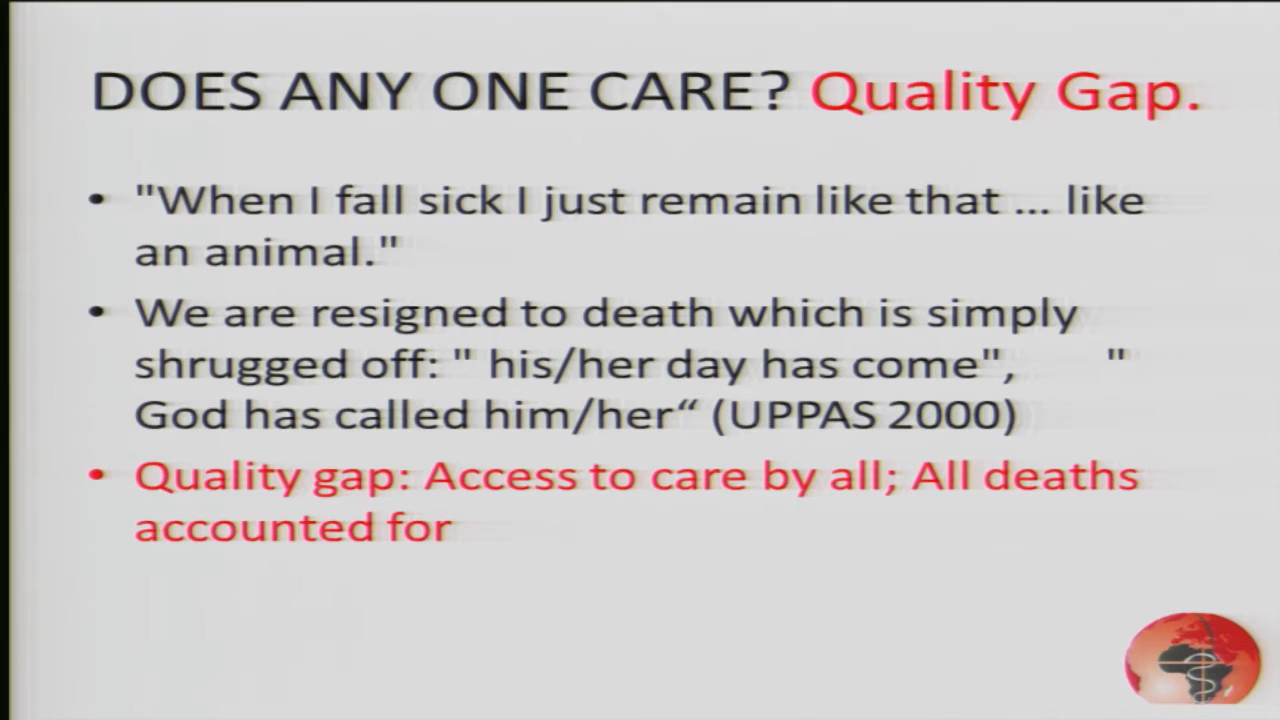 DOES ANY ONE CARE? Quality Gap.
• "When I fall sick I just remain like that ... like
an animal."
• We are resigned to death which is simply
shrugged off: " his/her day has come", "
God has called him/her“ (UPPAS 2000)
• Quality gap: Access to care by all; All deaths
accounted for